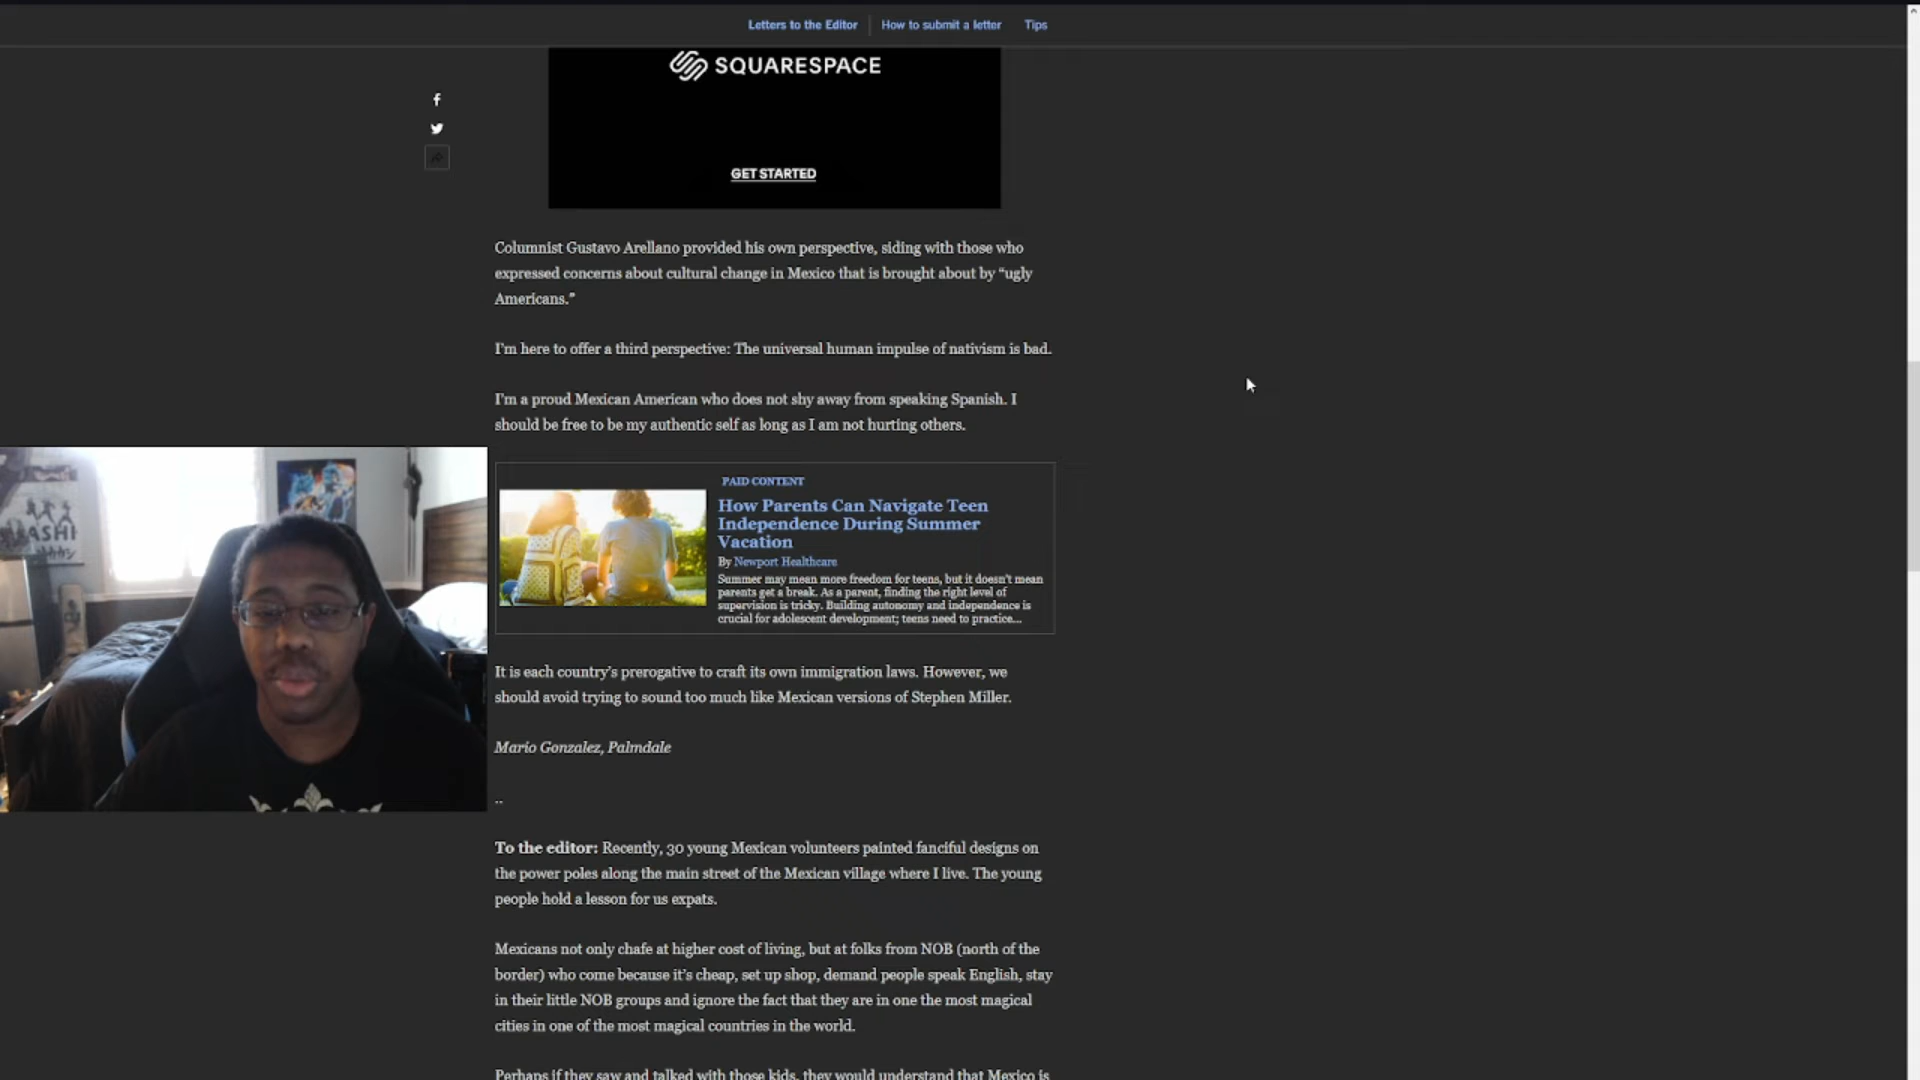 Letters to the Editor
How to submit a letter
Tips
SQUARESPACE
GET STARTED
Columnist Gustavo Arellano provided his own perspective, siding with those who
expressed concerns about cultural change in Mexico that is brought about by “ugly
Americans.”
I’m here to offer a third perspective: The universal human impulse of nativism is bad.
I’m a proud Mexican American who does not shy away from speaking Spanish. I
should be free to be my authentic self as long as I am not hurting others.
PAID CONTENT
How Parents Can Navigate Teen
Independence During Summer
Vacation
By Newport Healthcare
Summer may mean more freedom for teens, but it doesn’t mean
parents get a break. As a parent, finding the right level of
supervision is tricky. Building autonomy and independence is
crucial for adolescent development; teens need to practice...
ASHI
It is each country’s prerogative to craft its own immigration laws. However, we
should avoid trying to sound too much like Mexican versions of Stephen Miller.
Mario Gonzalez, Palmdale
..
To the editor: Recently, 30 young Mexican volunteers painted fanciful designs on
the power poles along the main street of the Mexican village where I live. The young
people hold a lesson for us expats.
Mexicans not only chafe at higher cost of living, but at folks from NOB (north of the
border) who come because it’s cheap, set up shop, demand people speak English, stay
in their little NOB groups and ignore the fact that they are in one the most magical
cities in one of the most magical countries in the world.
Perhaps if they saw and talked with those kids, they would understand that Mexico is